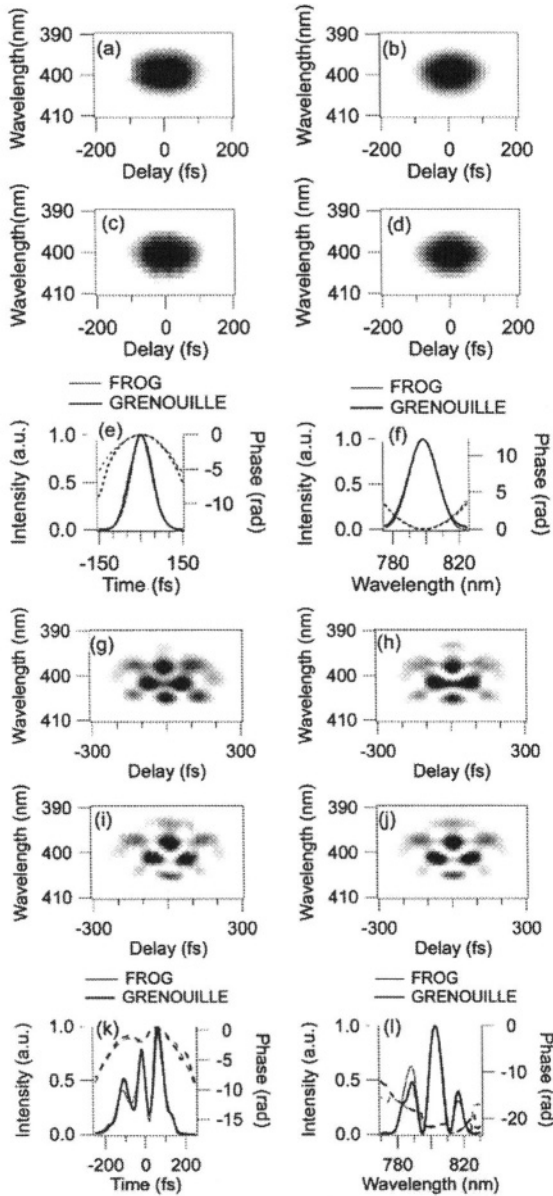 390
Wavelength(nm)
(a)
400
410
-200 0 200
Delay (fs)
390
Wavelength(nm)
(b)
400
410
-200 0 200
Delay (fs)
390
Wavelength(nm)
(c)
400
410
-200 0 200
Delay (fs)
390
Wavelength (nm)
(d)
400
410
-200 0 200
Delay (fs)
FROG
GRENOUILLE
1.0
Intensity (a.u.)
(e)
0
0.5
-5
-10
0.0
Phase (rad)
-150 150
Time (fs)
FROG
GRENOUILLE
1.0
Intensity (a.u.)
(f)
10
0.5
5
0.0
0
Phase (rad)
780 820
Wavelength (nm)
390
Wavelength (nm)
(g)
400
410
-300 300
Delay (fs)
390
Wavelength (nm)
(h)
400
410
-300 300
Delay (fs)
390
Wavelength (nm)
(i)
400
410
-300 300
Delay (fs)
390
Wavelength (nm)
(j)
400
410
-300 300
Delay (fs)
FROG
GRENOUILLE
1.0
Intensity (a.u.)
(k)
0
0.5
-5
-10
-15
0.0
Phase (rad)
-200 0 200
Time (fs)
FROG
GRENOUILLE
1.0
Intensity (a.u.)
(l)
0
0.5
-10
-20
0.0
Phase (rad)
780 820
Wavelength (nm)